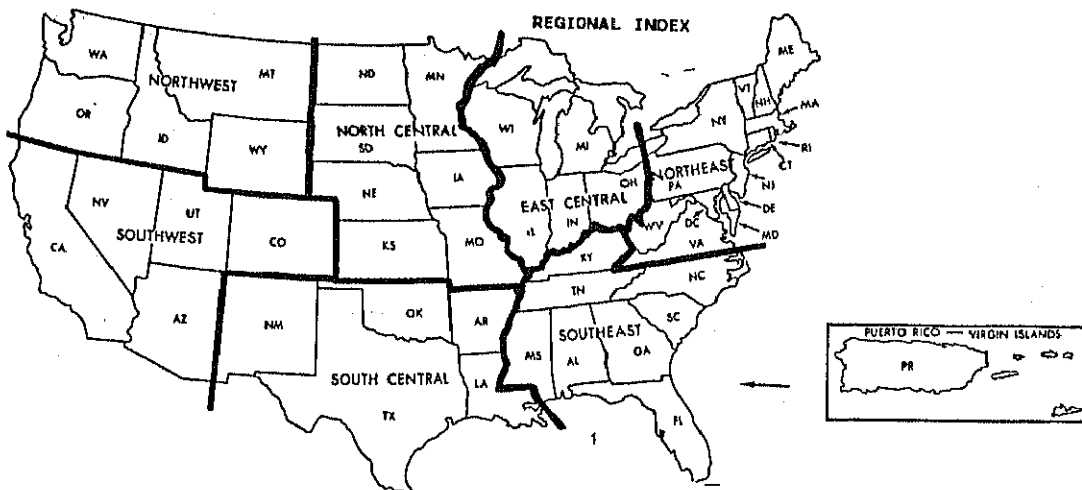 REGIONAL INDEX
WA
MT
ND
MN
ME
NORTHWEST
VT
NH
MA
OR
ID
WY
NORTH CENTRAL
SD
WI
MI
NY
RI
CT
NORTHEAST
PA
NJ
IA
NE
OH
EAST CENTRAL
IL
IN
DE
NV
UT
SOUTHWEST
CO
KS
MO
WV
DC
MD
VA
CA
KY
NC
TN
AZ
NM
OK
AR
SC
SOUTHEAST
MS
AL
GA
PUERTO RICO — VIRGIN ISLANDS
PR
SOUTH CENTRAL
LA
TX
FL
1